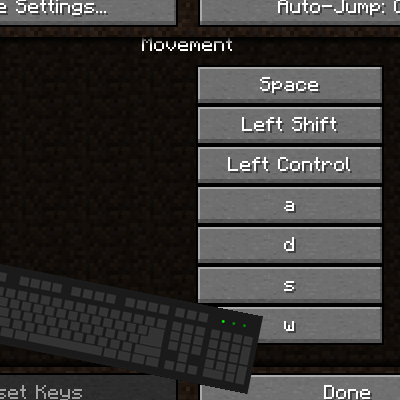 e Settings...
Auto-Jump: O
Movement
Space
Left Shift
Left Control
a
d
s
w
set Keys
Done